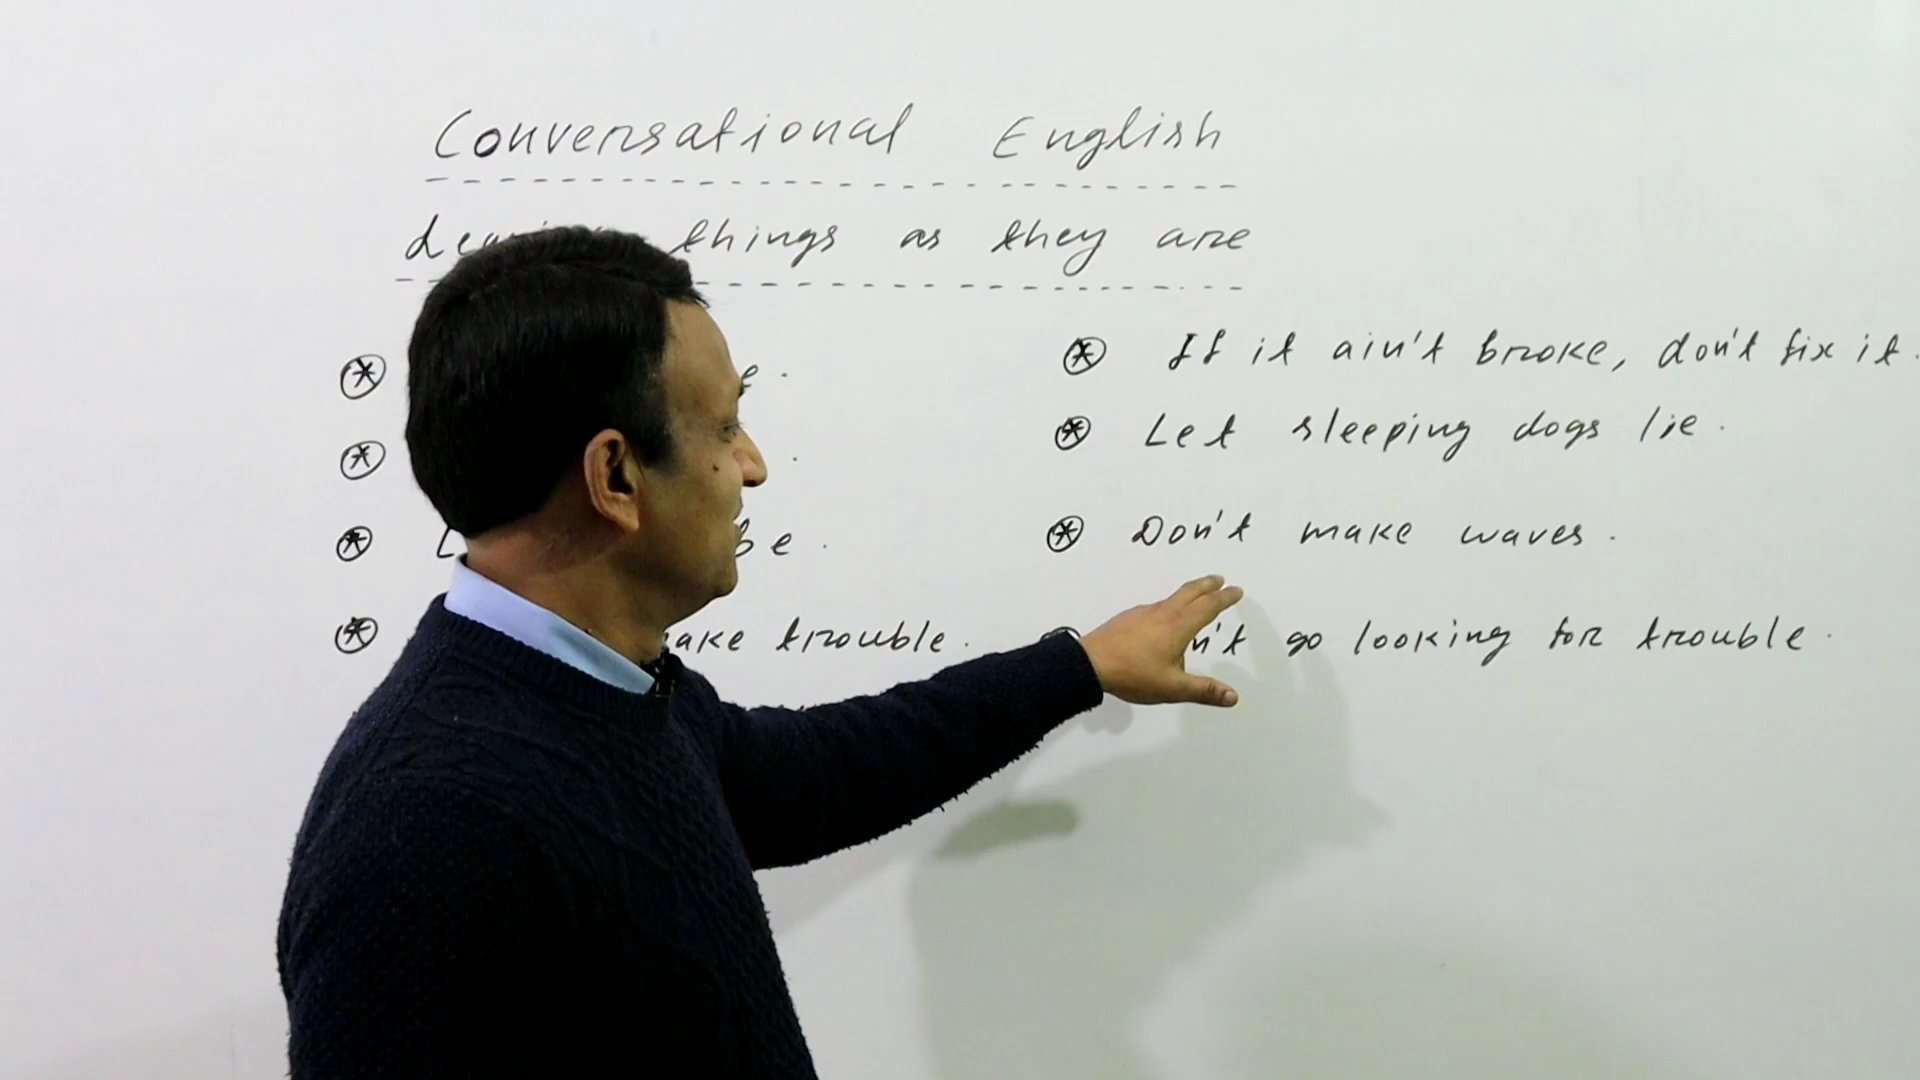 Conversational English
things as they are
be.
make trouble.
If it ain't broke, don't fix it.
Let sleeping dogs lie.
Don't make waves.
go looking for trouble.